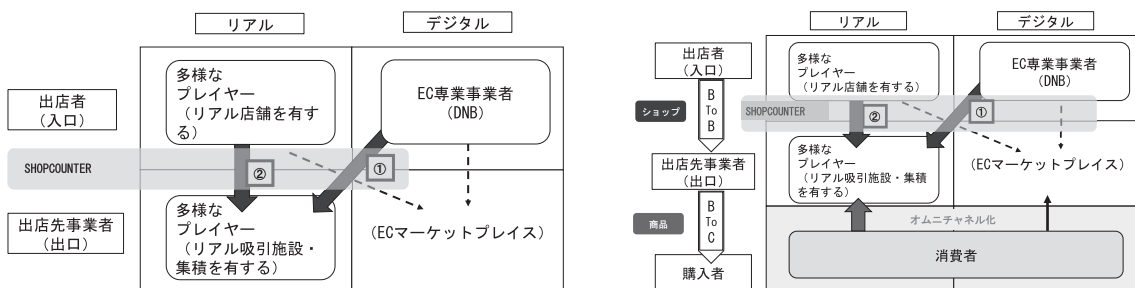 リアル
デジタル
出店者
(入口)
多様な
プレイヤー
(リアル店舗を有す
る)
EC専業事業者
(DNB)
SHOPCOUNTER
②
①
出店先事業者
(出口)
多様な
プレイヤー
(リアル吸引施設・
集積を有する)
(ECマーケットプレイス)
リアル
デジタル
出店者
(入口)
多様な
プレイヤー
(リアル店舗を有する)
EC専業事業者
(DNB)
ショップ
B
To
B
SHOPCOUNTER
②
①
出店先事業者
(出口)
多様な
プレイヤー
(リアル吸引施設・集積
を有する)
(ECマーケットプレイス)
商品
B
To
C
オムニチャネル化
購入者
消費者